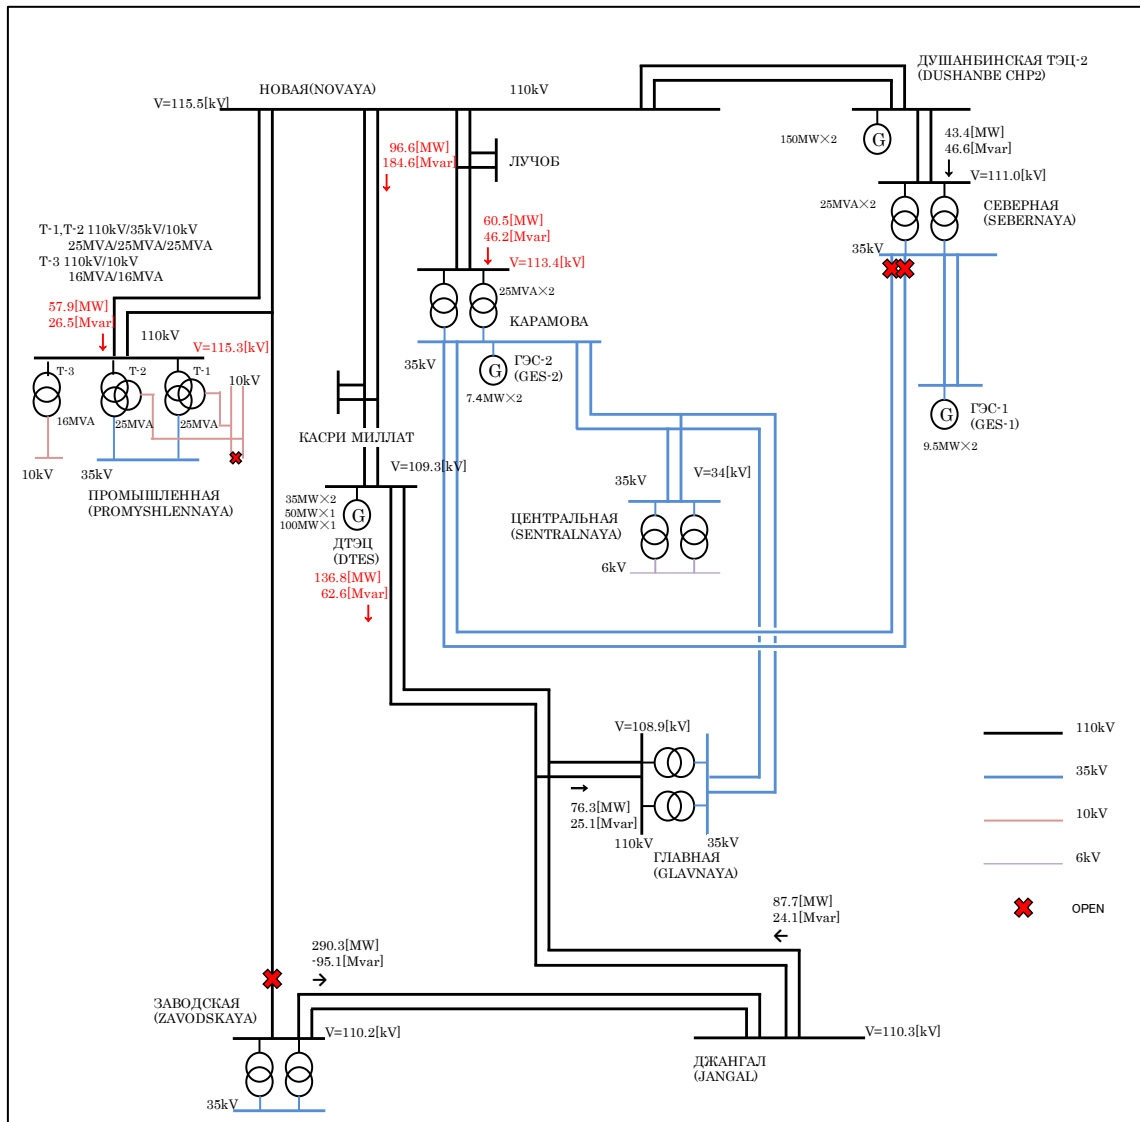 ДУШАНБИНСКАЯ ТЭЦ-2
(DUSHANBE CHP2)
НОВАЯ(NOVAYA)
110kV
V=115.5[kV]
150MW×2
G
43.4[MW]
46.6[Mvar]
V=111.0[kV]
96.6[MW]
184.6[Mvar]
ЛУЧОБ
25MVA×2
СЕВЕРНАЯ
(SEBERNAYA)
35kV
T-1,T-2 110kV/35kV/10kV
25MVA/25MVA/25MVA
T-3 110kV/10kV
16MVA/16MVA
60.5[MW]
46.2[Mvar]
V=113.4[kV]
25MVA×2
КАРАМОВА
57.9[MW]
26.5[Mvar]
110kV
V=115.3[kV]
35kV
G
ГЭС-2
(GES-2)
7.4MW×2
T-3
T-2
T-1
10kV
16MVA
25MVA
25MVA
G
ГЭС-1
(GES-1)
9.5MW×2
10kV
35kV
ПРОМЫШЛЕННАЯ
(PROMYSHLENNAYA)
КАСРИ МИЛЛАТ
V=109.3[kV]
35kV
V=34[kV]
35MW×2
50MW×1
100MW×1
G
ДТЭЦ
(DTES)
ЦЕНТРАЛЬНАЯ
(SENTRALNAYA)
6kV
136.8[MW]
62.6[Mvar]
V=108.9[kV]
76.3[MW]
25.1[Mvar]
110kV
35kV
ГЛАВНАЯ
(GLAVNAYA)
110kV
35kV
10kV
6kV
OPEN
87.7[MW]
24.1[Mvar]
290.3[MW]
-95.1[Mvar]
ЗАВОДСКАЯ
(ZAVODSKAYA)
V=110.2[kV]
V=110.3[kV]
ДЖАНГАЛ
(JANGAL)
35kV